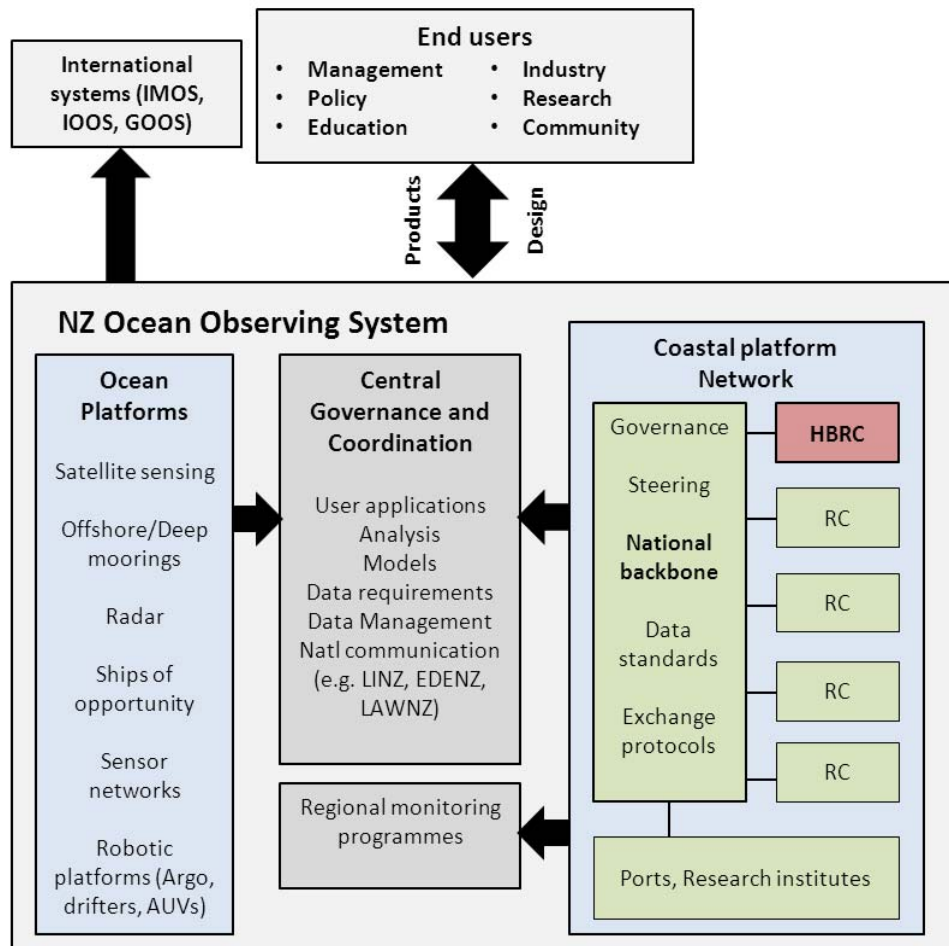 International
systems (IMOS,
IOOS, GOOS)
End users
• Management
• Policy
• Education
• Industry
• Research
• Community
Products
Design
NZ Ocean Observing System
Ocean
Platforms
Satellite sensing
Offshore/Deep
moorings
Radar
Ships of
opportunity
Sensor
networks
Robotic
platforms (Argo,
drifters, AUVs)
Central
Governance and
Coordination
User applications
Analysis
Models
Data requirements
Data Management
Natl communication
(e.g. LINZ, EDENZ,
LAWNZ)
Regional monitoring
programmes
Coastal platform
Network
Governance
Steering
National
backbone
Data
standards
Exchange
protocols
HBRC
RC
RC
RC
RC
Ports, Research institutes